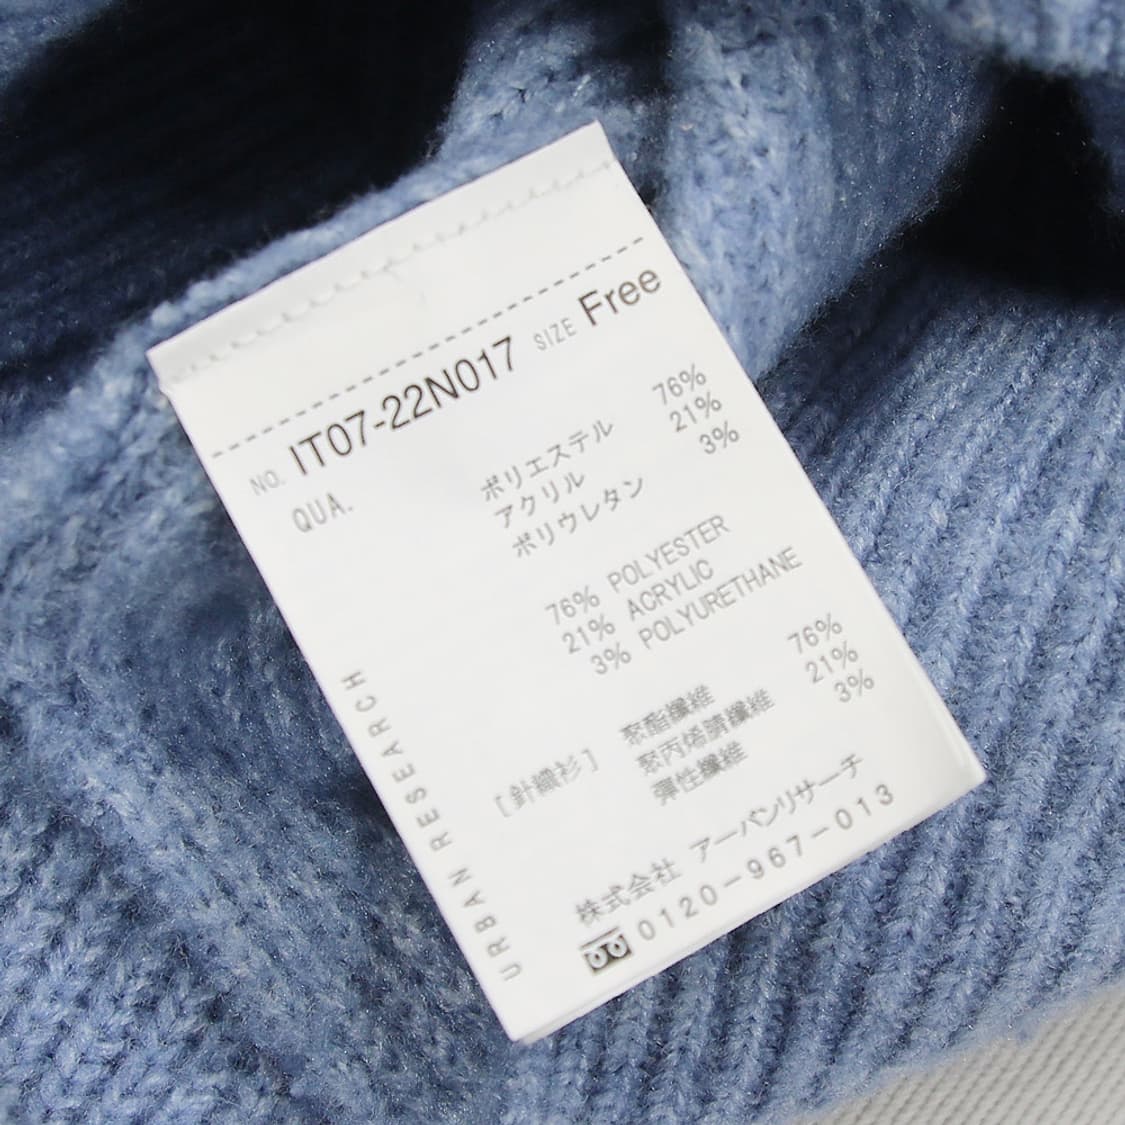 NO. IT07-22N017 SIZE Free
QUA.
ポリエステル 76%
アクリル 21%
ポリウレタン 3%
76% POLYESTER
21% ACRYLIC
3% POLYURETHANE
[針織衫] 聚酯纖維 76%
聚丙烯腈纖維 21%
彈性纖維 3%
株式会社 アーバンリサーチ
0120-967-013
URBAN RESEARCH